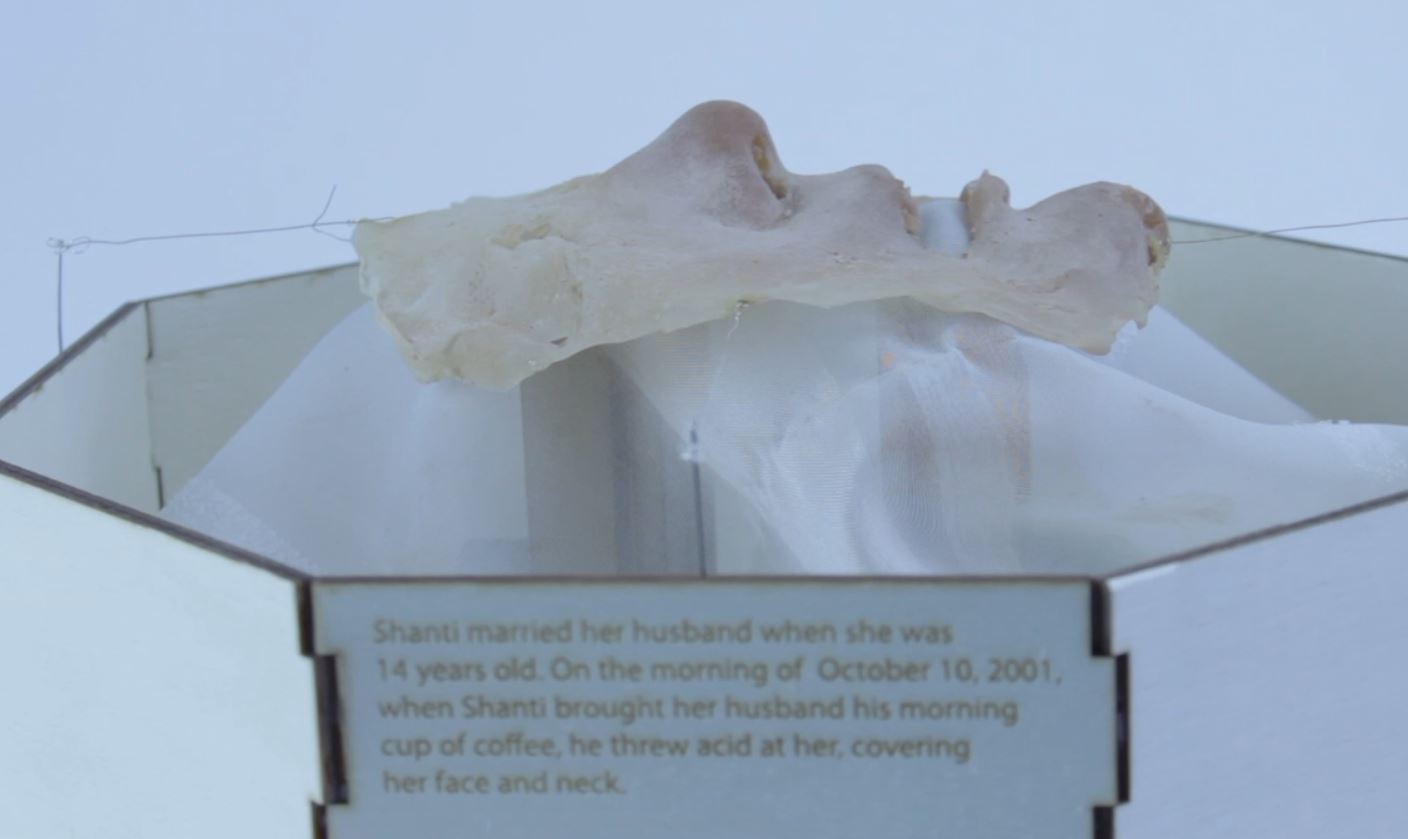 Shanti married her husband when she was
14 years old. On the morning of October 10, 2001,
when Shanti brought her husband his morning
cup of coffee, he threw acid at her, covering
her face and neck.